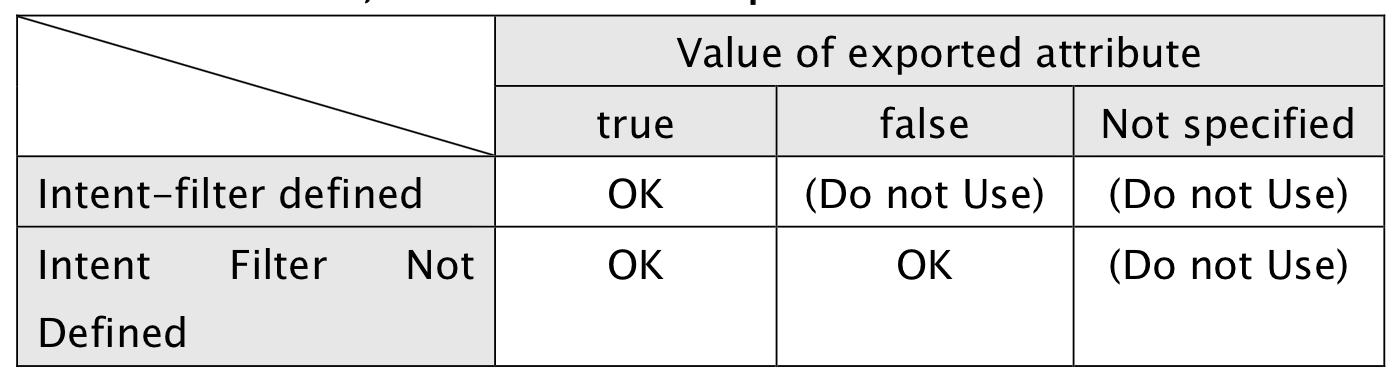 Value of exported attribute
true false Not specified
Intent-filter defined OK (Do not Use) (Do not Use)
Intent Filter Not OK OK (Do not Use)
Defined